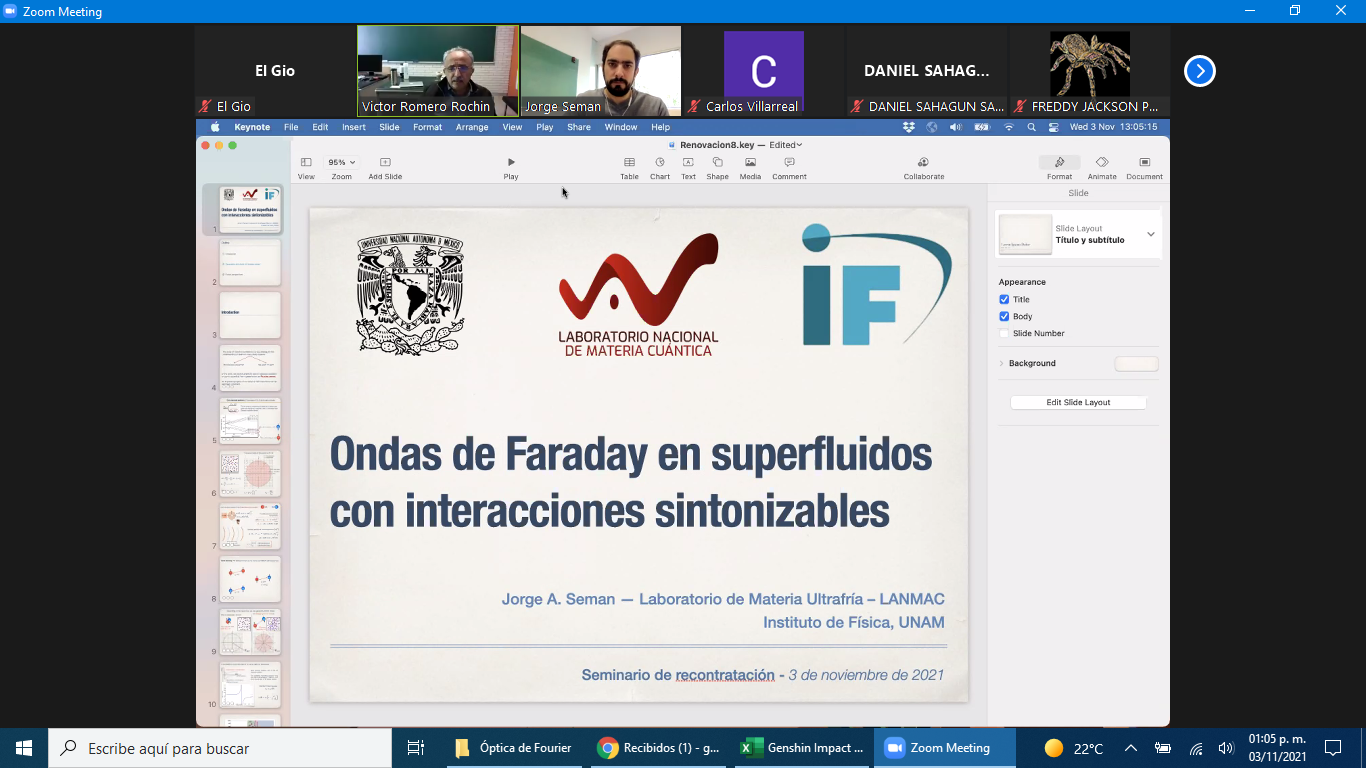 Zoom Meeting
El Gio
El Gio
Victor Romero Rochin
Jorge Seman
C
Carlos Villarreal
DANIEL SAHAG...
DANIEL SAHAGUN SA...
FREDDY JACKSON P...
Keynote File Edit Insert Slide Format Arrange View Play Share Window Help Wed 3 Nov 13:05:15
Renovacion8.key — Edited
95%
View Zoom Add Slide Play Table Chart Text Shape Media Comment Collaborate Format Animate Document
Slide
Slide Layout
Título y subtítulo
Appearance
Title
Body
Slide Number
Background
Edit Slide Layout
1
2
3
4
5
6
7
8
9
10
UNIVERSIDAD NACIONAL AUTONOMA
POR MI RAZA
LABORATORIO NACIONAL
DE MATERIA CUÁNTICA
iF
Ondas de Faraday en superfluidos
con interacciones sintonizables
Jorge A. Seman — Laboratorio de Materia Ultrafría – LANMAC
Instituto de Física, UNAM
Seminario de recontratación - 3 de noviembre de 2021
Escribe aquí para buscar
Óptica de Fourier
Recibidos (1) - g...
Genshin Impact ...
Zoom Meeting
22°C
01:05 p. m.
03/11/2021